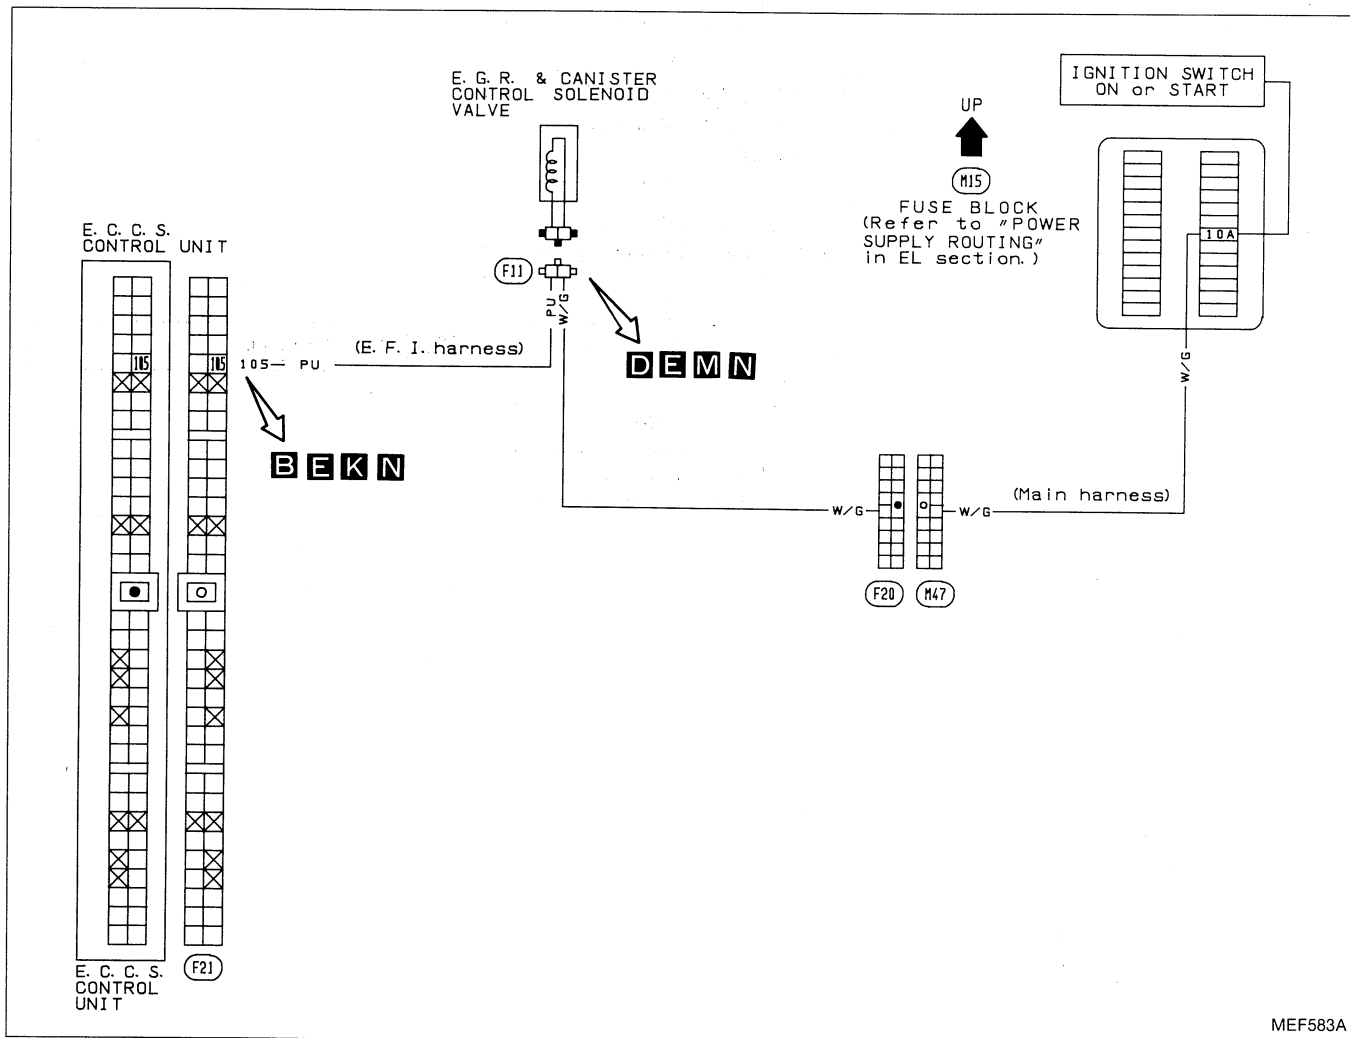 E. G. R. & CANISTER
CONTROL SOLENOID
VALVE
IGNITION SWITCH
ON or START
UP
M15
FUSE BLOCK
(Refer to "POWER
SUPPLY ROUTING"
in EL section.)
10A
E. C. C. S.
CONTROL UNIT
F11
PU
W/G
W/G
105
105
105 PU
(E. F. I. harness)
DEMN
BEKN
W/G
W/G
(Main harness)
F20
M47
E. C. C. S.
CONTROL
UNIT
F21
MEF583A